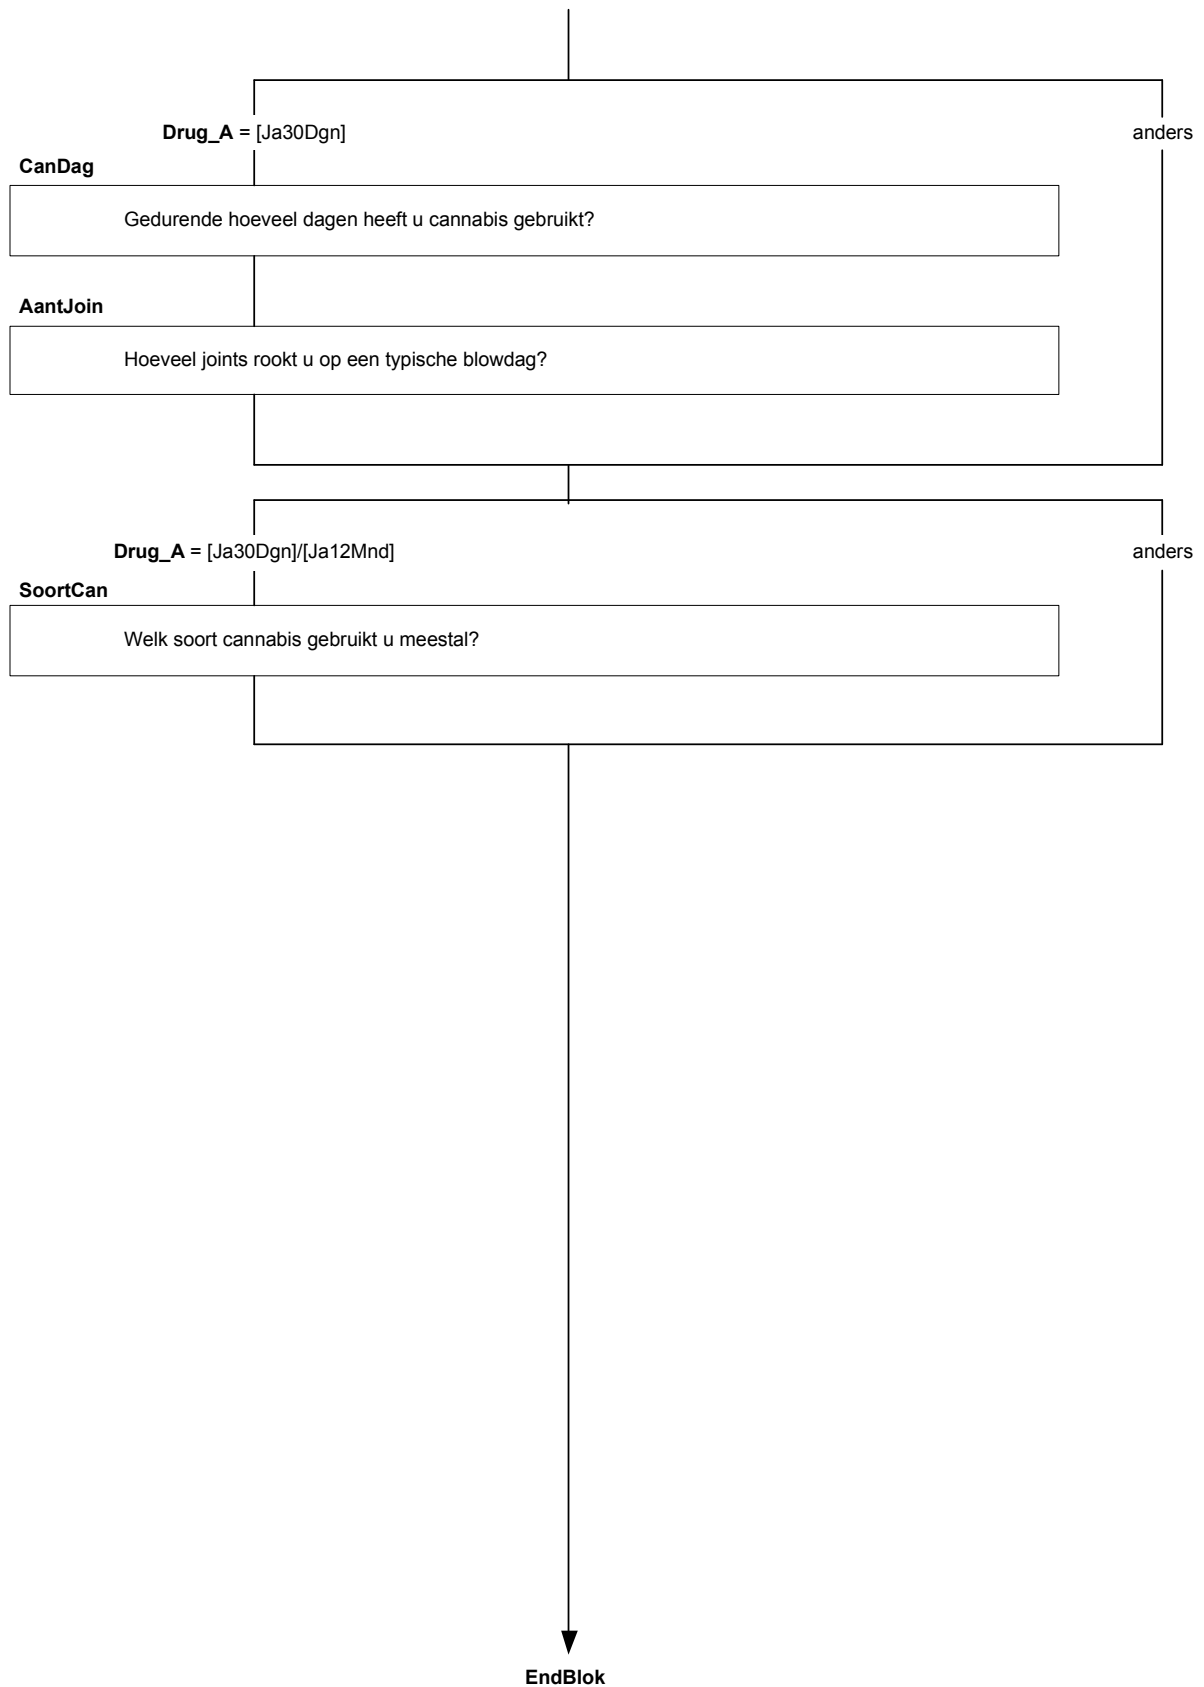 Drug_A = [Ja30Dgn]
anders
CanDag
Gedurende hoeveel dagen heeft u cannabis gebruikt?
AantJoin
Hoeveel joints rookt u op een typische blowdag?
Drug_A = [Ja30Dgn]/[Ja12Mnd]
anders
SoortCan
Welk soort cannabis gebruikt u meestal?
EndBlok